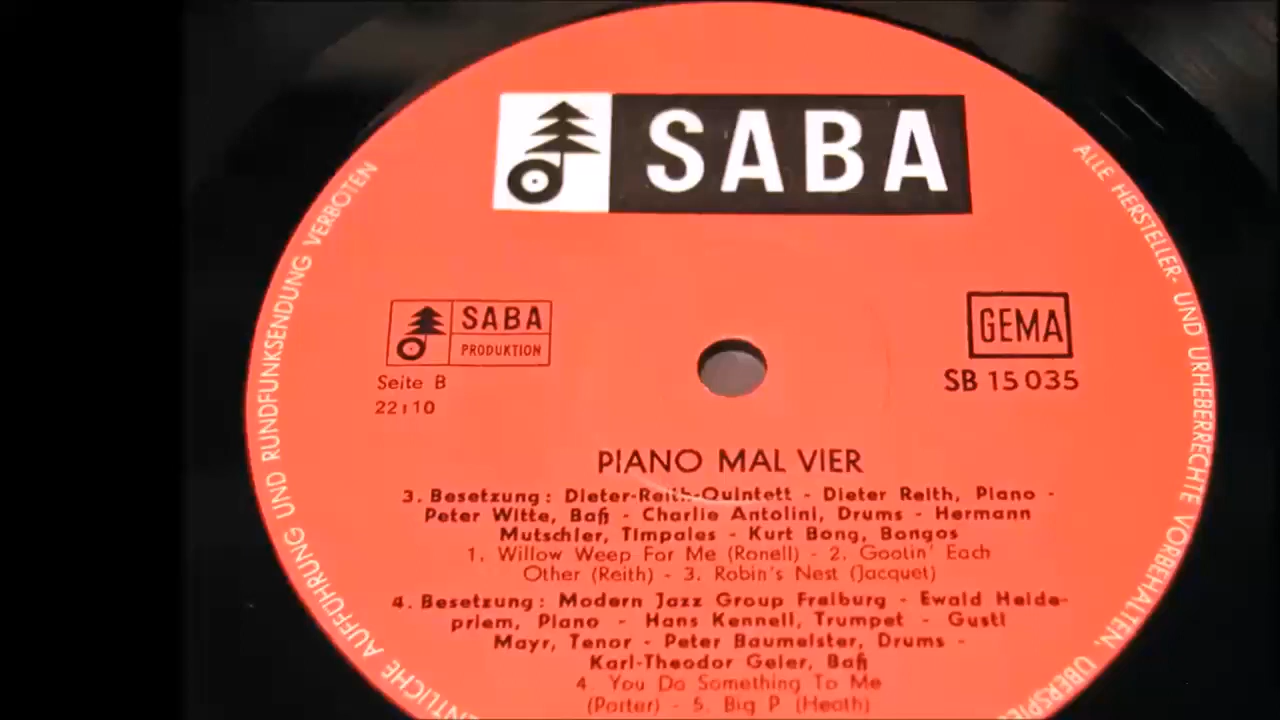 SABA
SABA
PRODUKTION
Seite B
22:10
GEMA
SB 15 035
PIANO MAL VIER
3. Besetzung: Dieter-Reith-Quintett - Dieter Reith, Piano -
Peter Witte, Baß - Charlie Antolini, Drums - Hermann
Mutschler, Timpales - Kurt Bong, Bongos
1. Willow Weep For Me (Ronell) - 2. Gootin' Each
Other (Reith) - 3. Robin's Nest (Jacquet)
4. Besetzung: Modern Jazz Group Freiburg - Ewald Heide-
priem, Piano - Hans Kennell, Trumpet - Gustl
Mayr, Tenor - Peter Baumeister, Drums -
Karl-Theodor Geier, Baß
4. You Do Something To Me
(Porter) - 5. Big P (Heath)
ALLE HERSTELLER- UND URHEBERRECHTE VORBEHALTEN.
AUFFÜHRUNG UND RUNDFUNKSENDUNG VERBOTEN